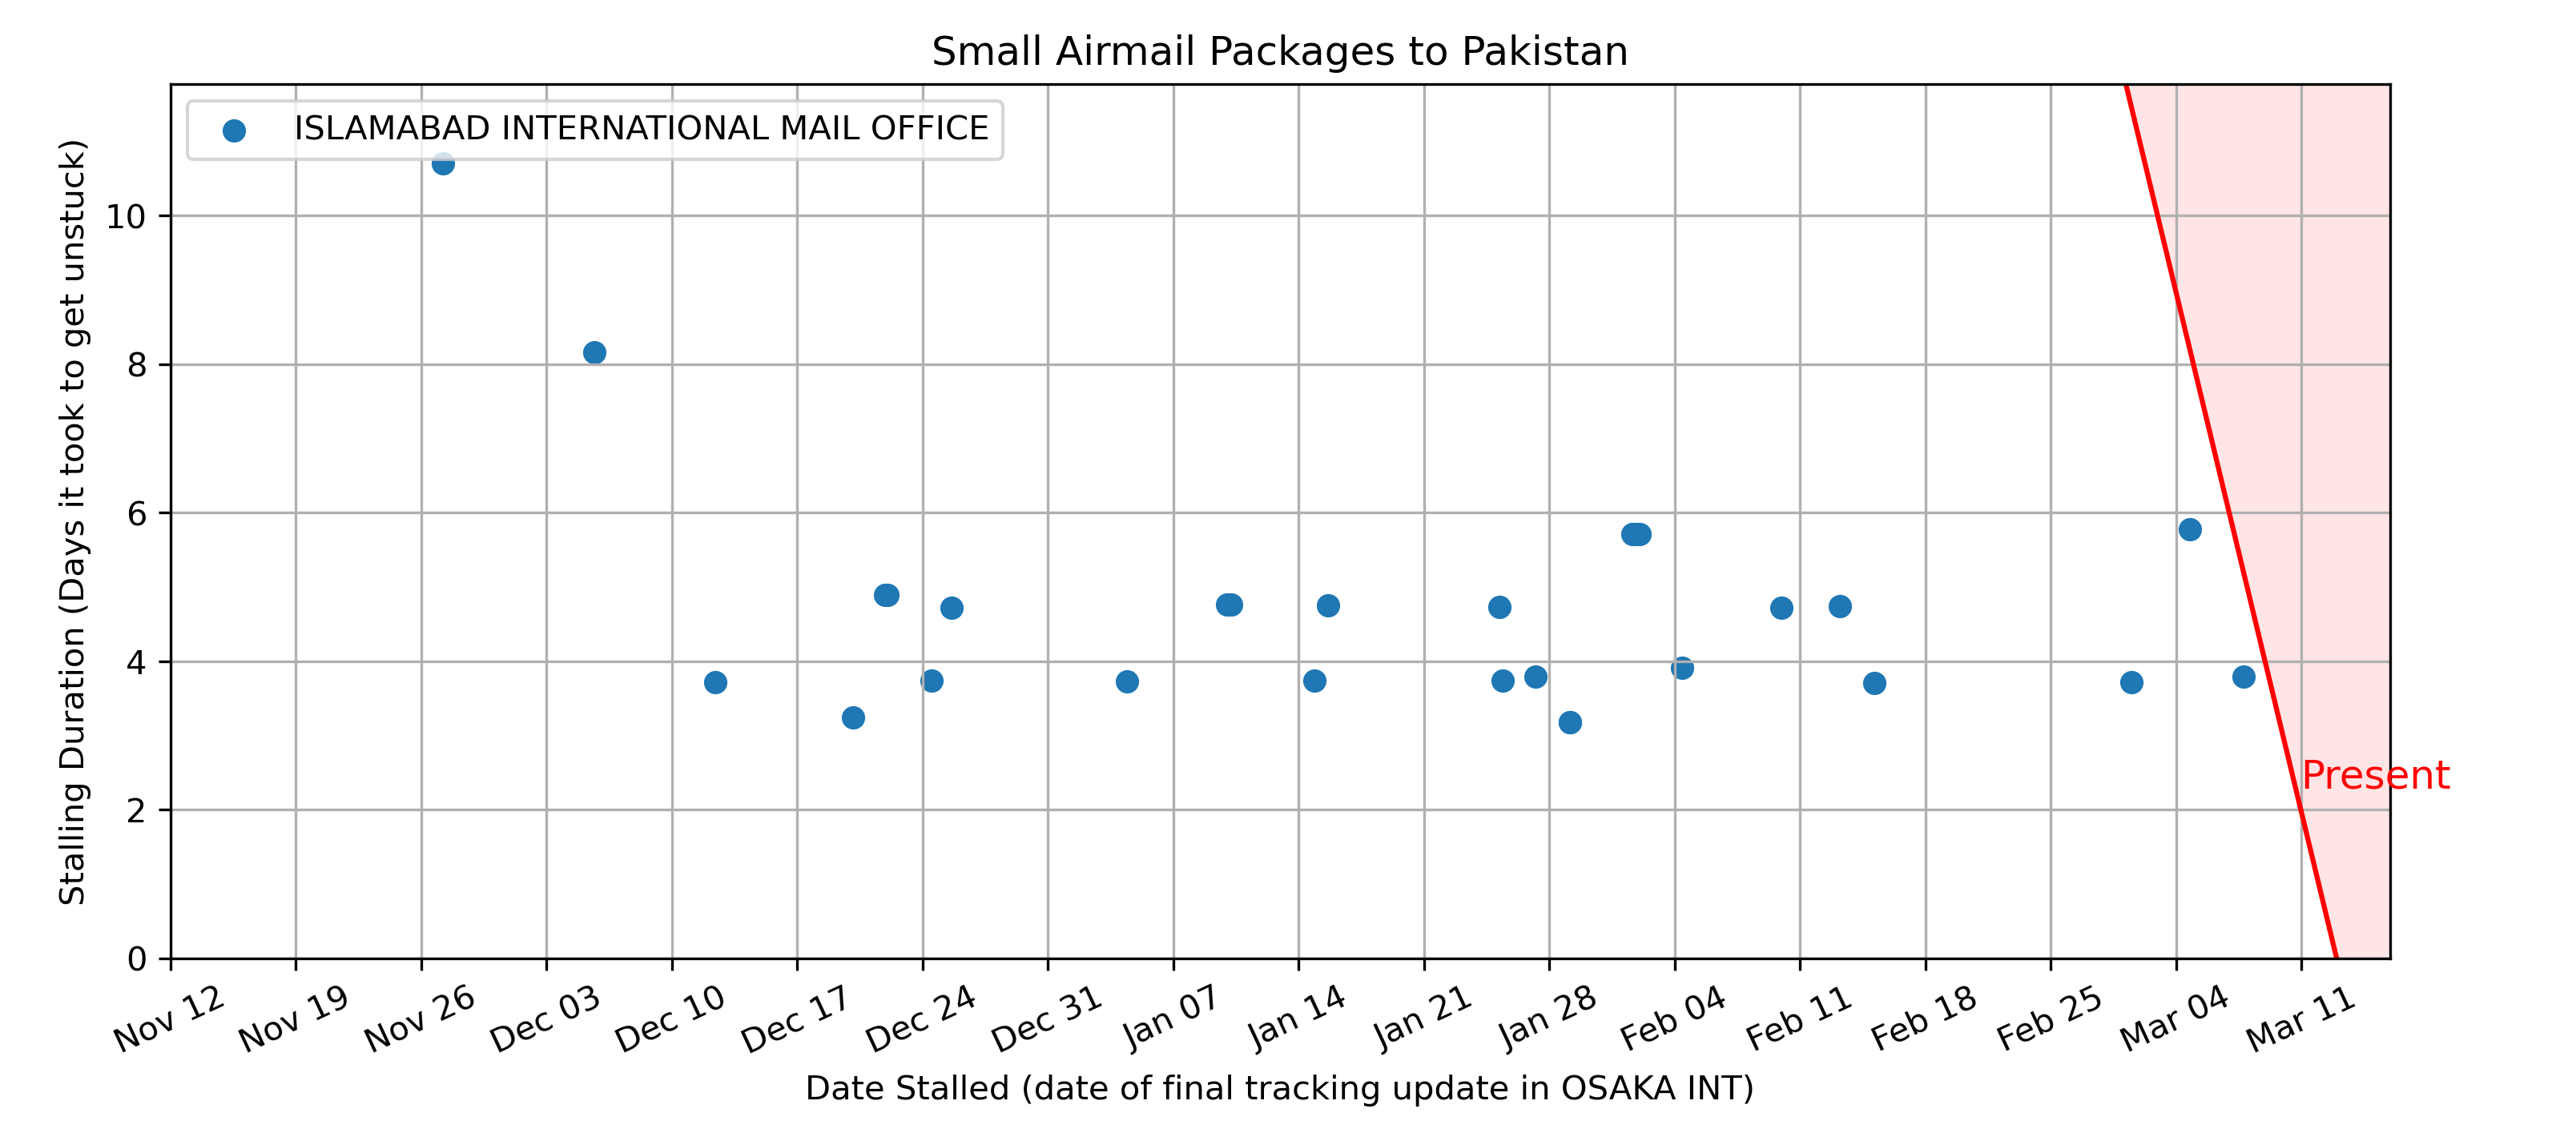 Small Airmail Packages to Pakistan
ISLAMABAD INTERNATIONAL MAIL OFFICE
Stalling Duration (Days it took to get unstuck)
10
8
6
4
2
0
Present
Nov 12
Nov 19
Nov 26
Dec 03
Dec 10
Dec 17
Dec 24
Dec 31
Jan 07
Jan 14
Jan 21
Jan 28
Feb 04
Feb 11
Feb 18
Feb 25
Mar 04
Mar 11
Date Stalled (date of final tracking update in OSAKA INT)